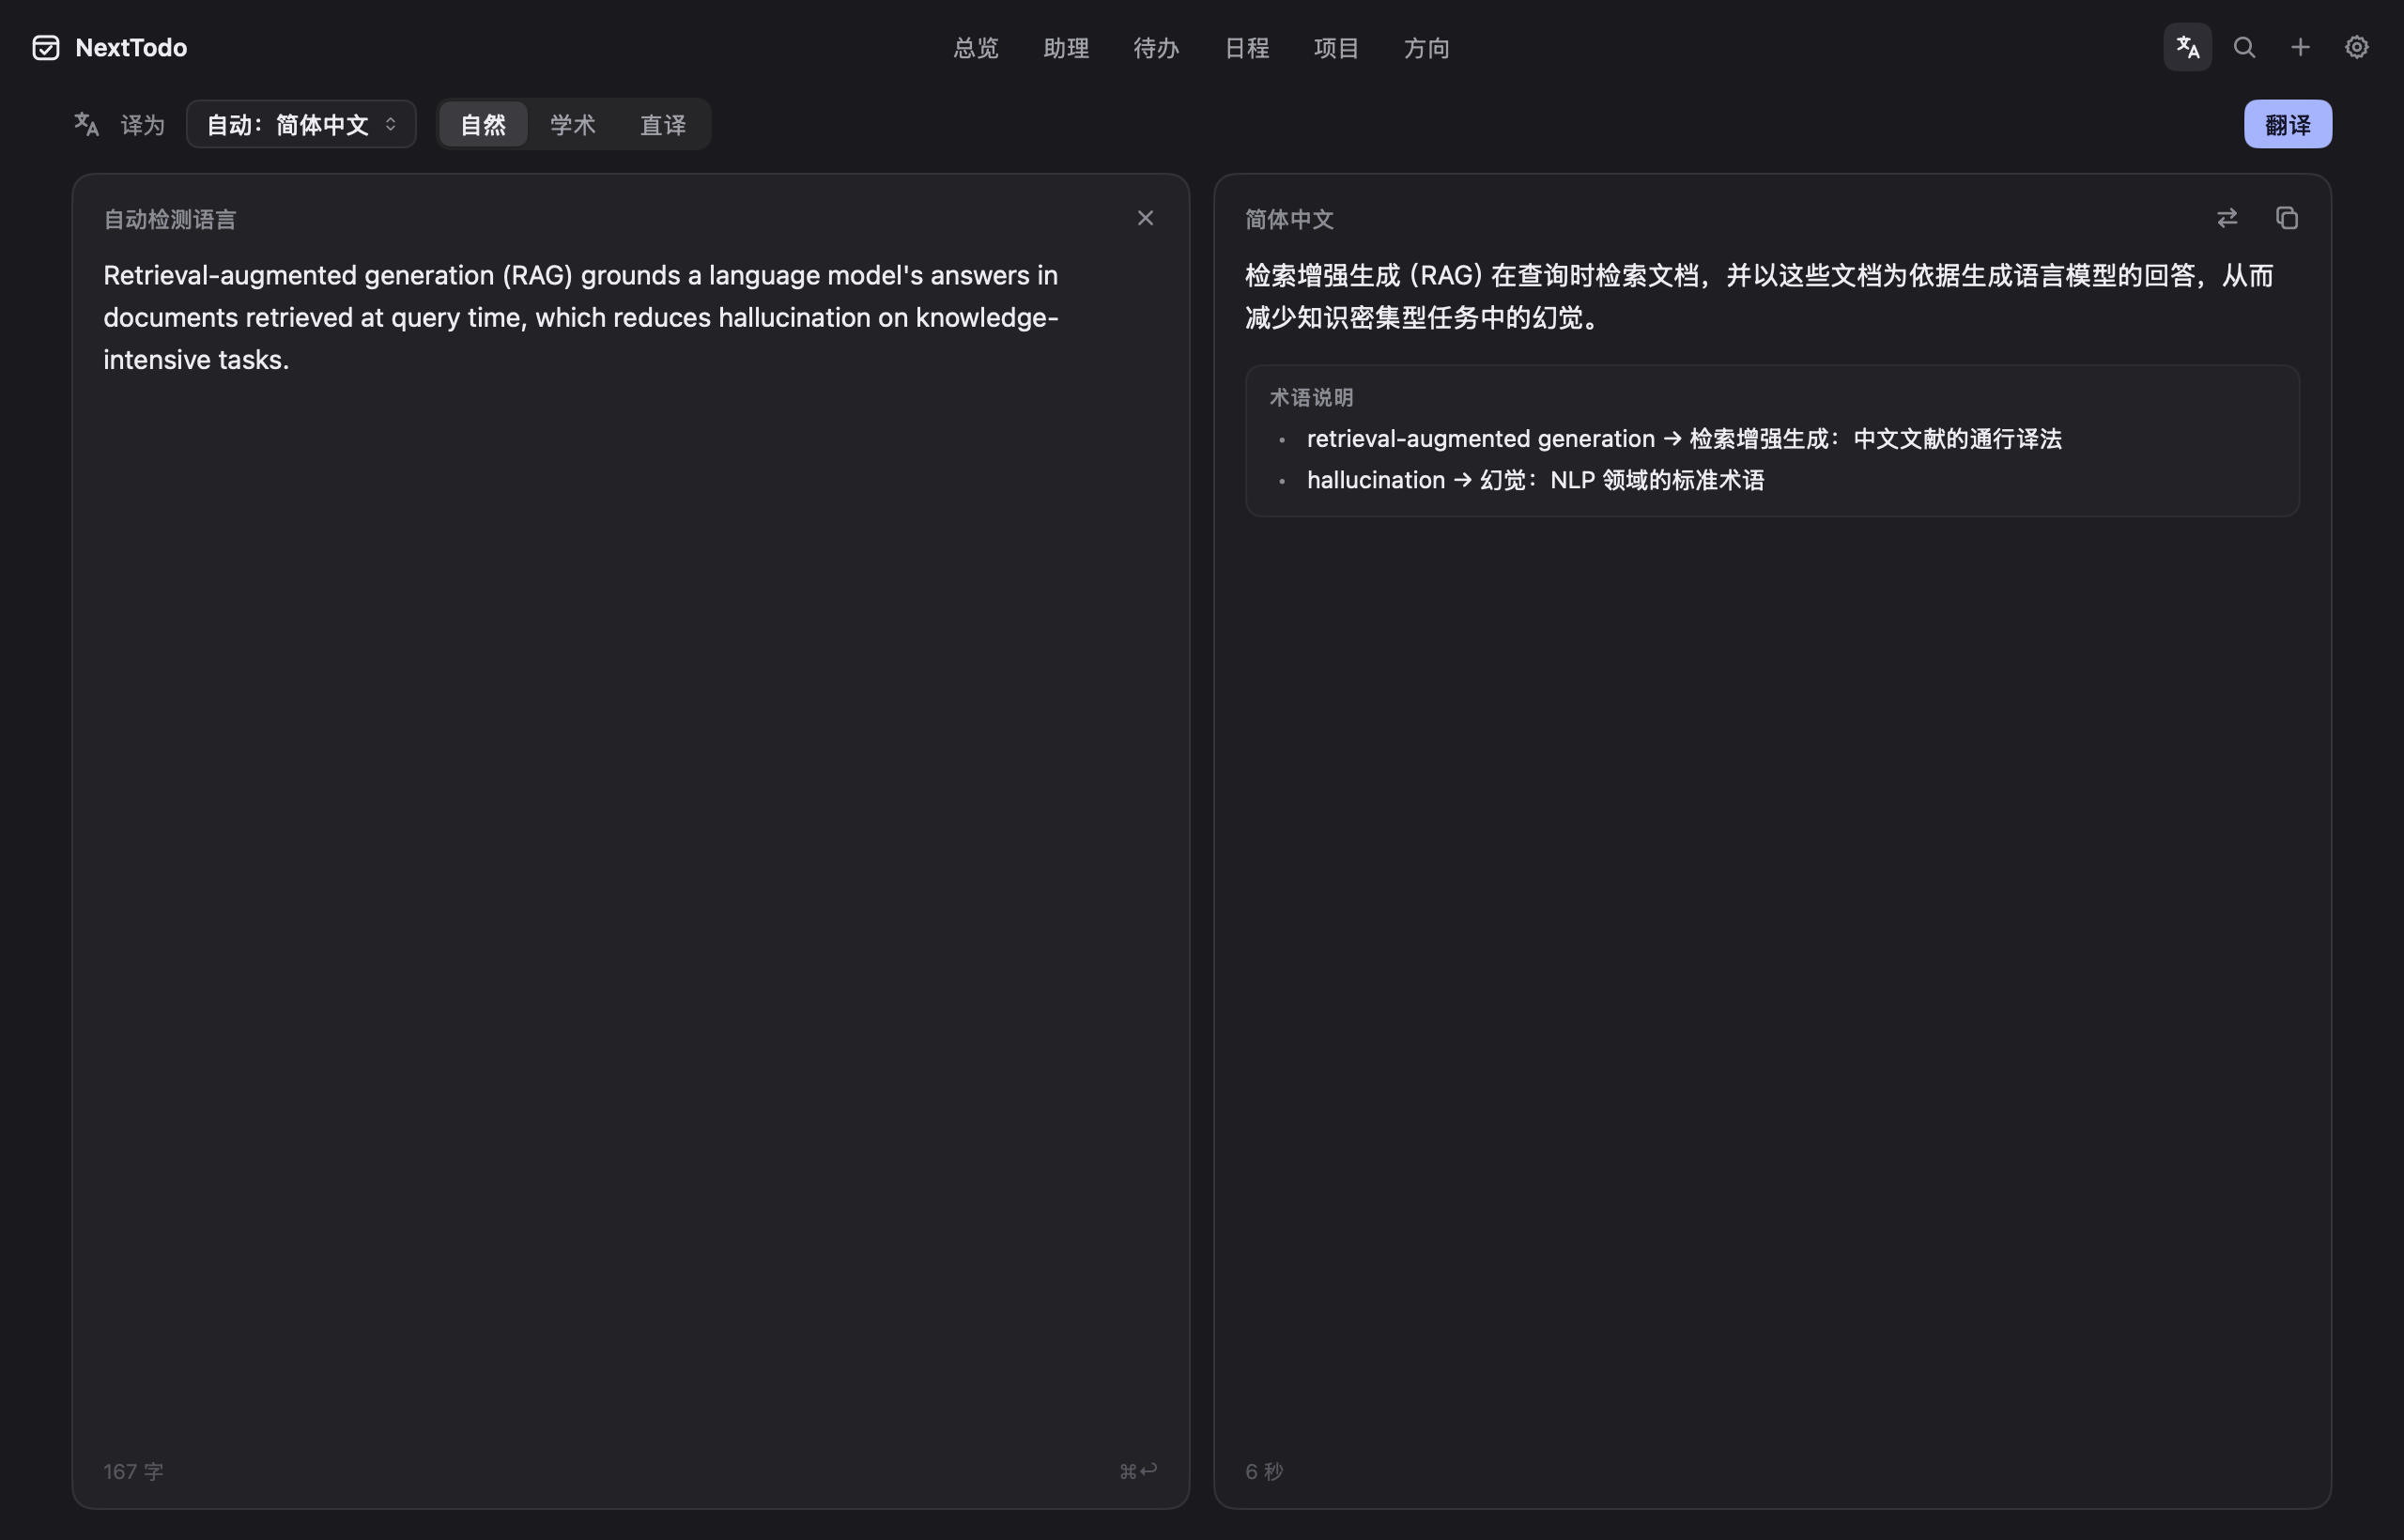 NextTodo
总览 助理 待办 日程 项目 方向
译为 自动：简体中文 自然 学术 直译 翻译
自动检测语言
Retrieval-augmented generation (RAG) grounds a language model's answers in
documents retrieved at query time, which reduces hallucination on knowledge-
intensive tasks.
167 字 ⌘↩
简体中文
检索增强生成 (RAG) 在查询时检索文档，并以这些文档为依据生成语言模型的回答，从而
减少知识密集型任务中的幻觉。
术语说明
• retrieval-augmented generation → 检索增强生成：中文文献的通行译法
• hallucination → 幻觉：NLP 领域的标准术语
6 秒